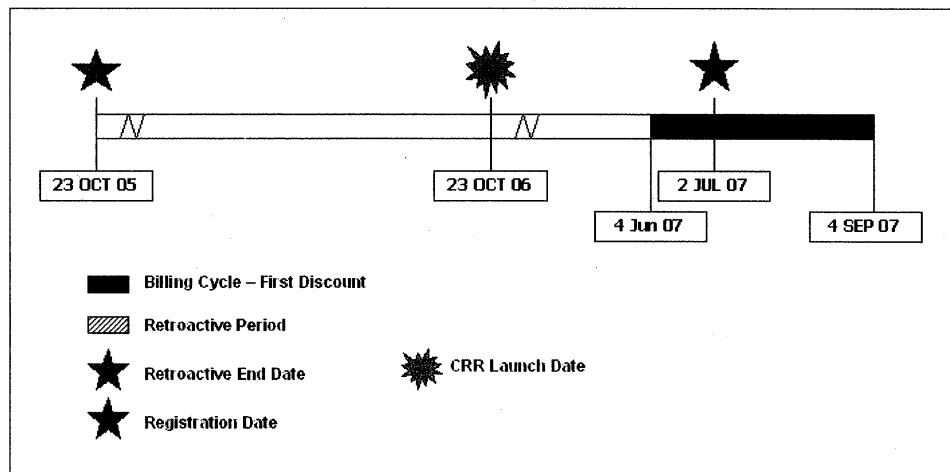 23 OCT 05
23 OCT 06
2 JUL 07
4 Jun 07
4 SEP 07
Billing Cycle – First Discount
Retroactive Period
Retroactive End Date
CRR Launch Date
Registration Date